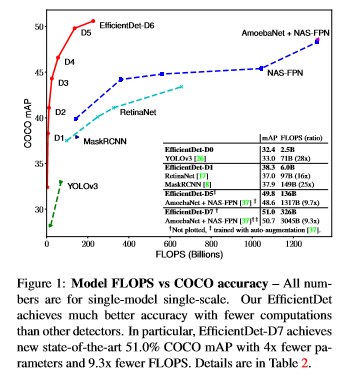 EfficientDet-D6
AmoebaNet + NAS-FPN
50
D5
D4
NAS-FPN
45
D3
COCO mAP
D2
RetinaNet
40
D1
MaskRCNN
35
YOLOv3
30
mAP FLOPS (ratio)
EfficientDet-D0 32.4 2.5B
YOLOv3 [26] 33.0 71B (28x)
EfficientDet-D1 38.3 6.0B
RetinaNet [17] 37.0 97B (16x)
MaskRCNN [8] 37.9 149B (25x)
EfficientDet-D5‡ 49.8 136B
AmoebaNet + NAS-FPN [37] † 48.6 1317B (9.7x)
EfficientDet-D7 † 51.0 326B
AmoebaNet + NAS-FPN [37] †‡ 50.7 3045B (9.3x)
†Not plotted, ‡ trained with auto-augmentation [37].
0 200 400 600 800 1000 1200
FLOPS (Billions)
Figure 1: Model FLOPS vs COCO accuracy – All num-
bers are for single-model single-scale. Our EfficientDet
achieves much better accuracy with fewer computations
than other detectors. In particular, EfficientDet-D7 achieves
new state-of-the-art 51.0% COCO mAP with 4x fewer pa-
rameters and 9.3x fewer FLOPS. Details are in Table 2.